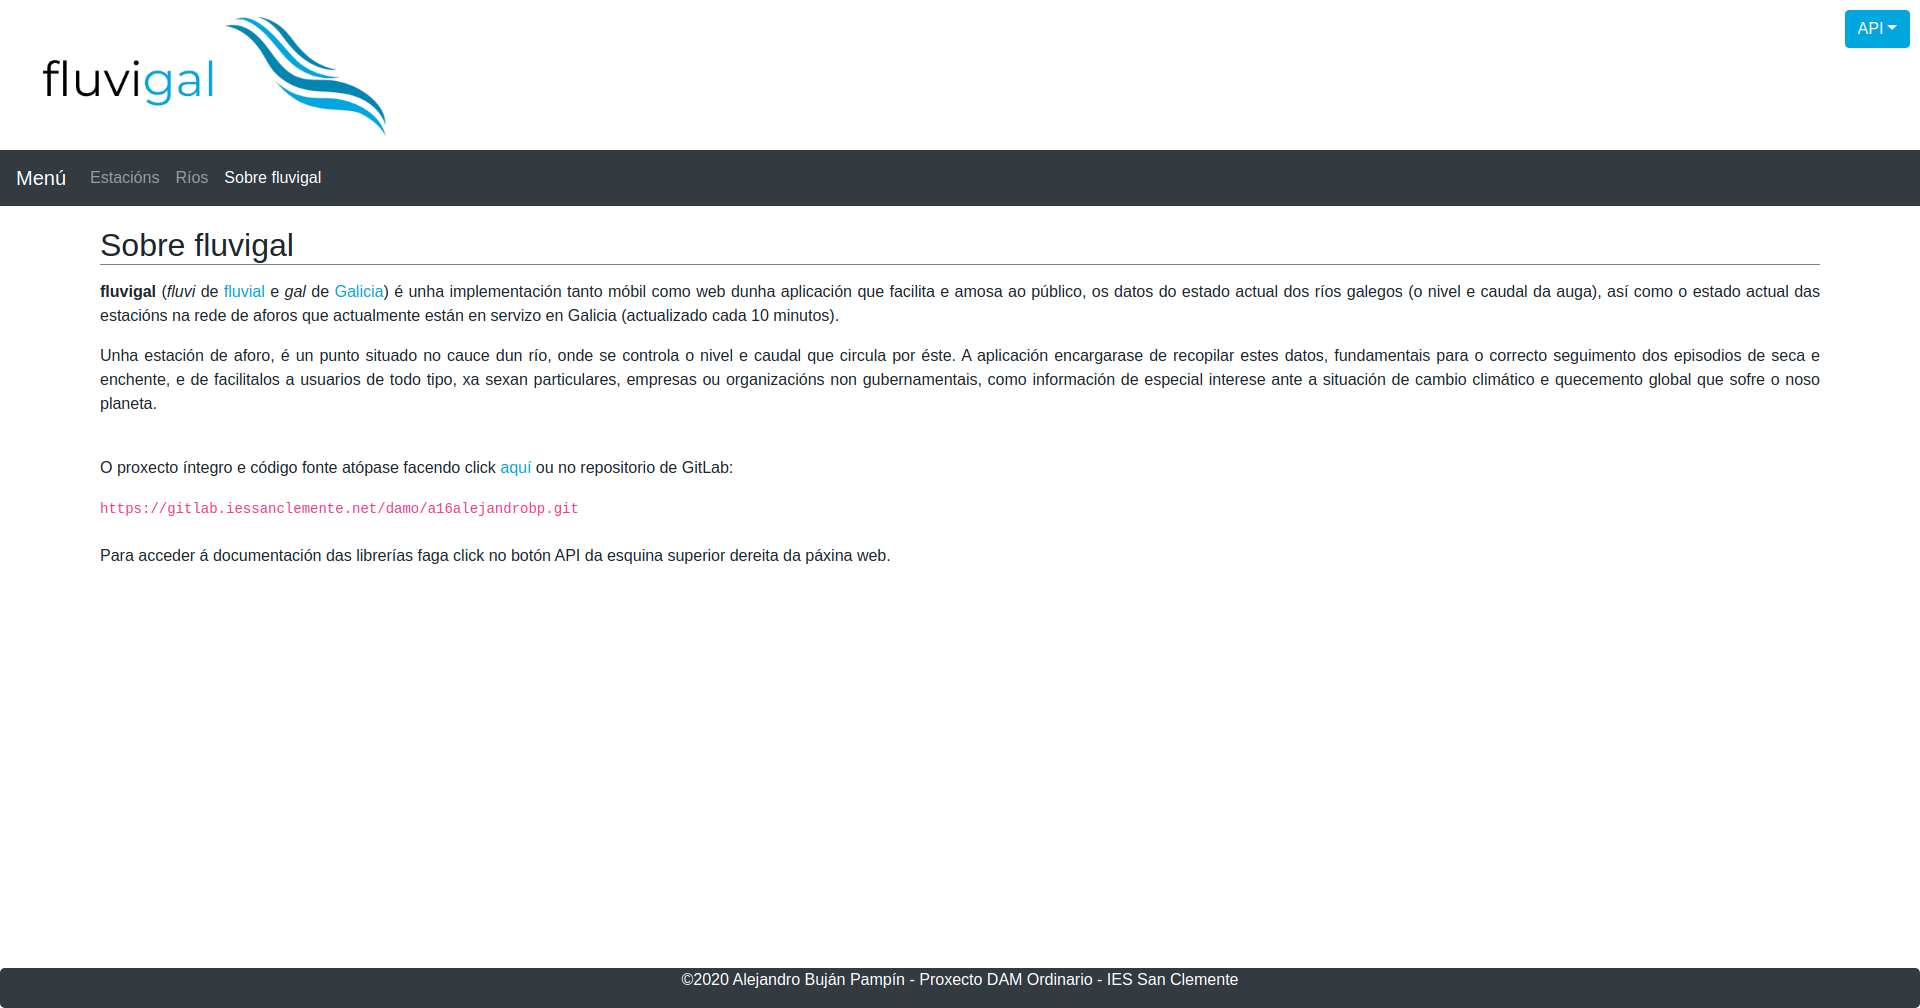 fluvigal
API
Menú Estacións Ríos Sobre fluvigal
Sobre fluvigal
fluvigal (fluvi de fluvial e gal de Galicia) é unha implementación tanto móbil como web dunha aplicación que facilita e amosa ao público, os datos do estado actual dos ríos galegos (o nivel e caudal da auga), así como o estado actual das
estacións na rede de aforos que actualmente están en servizo en Galicia (actualizado cada 10 minutos).
Unha estación de aforo, é un punto situado no cauce dun río, onde se controla o nivel e caudal que circula por éste. A aplicación encargarase de recopilar estes datos, fundamentais para o correcto seguimento dos episodios de seca e
enchente, e de facilitalos a usuarios de todo tipo, xa sexan particulares, empresas ou organizacións non gubernamentais, como información de especial interese ante a situación de cambio climático e quecemento global que sofre o noso
planeta.
O proxecto íntegro e código fonte atópase facendo click aquí ou no repositorio de GitLab:
https://gitlab.iessanclemente.net/damo/a16alejandrobp.git
Para acceder á documentación das librerías faga click no botón API da esquina superior dereita da páxina web.
©2020 Alejandro Buján Pampín - Proxecto DAM Ordinario - IES San Clemente